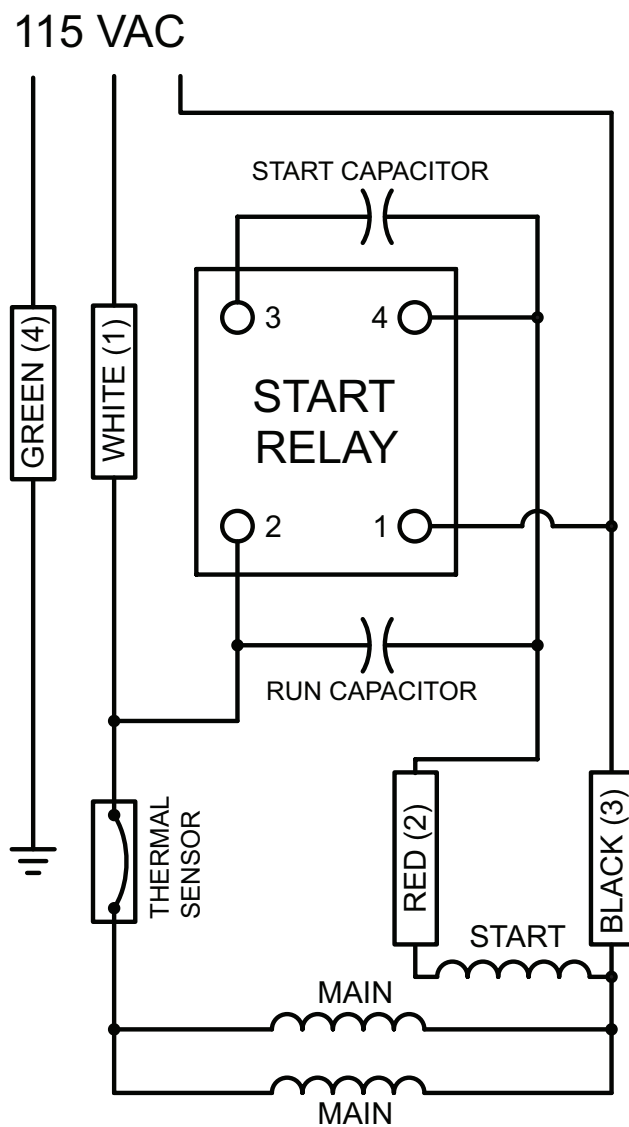 115 VAC
START CAPACITOR
3
4
GREEN (4)
WHITE (1)
START
RELAY
2
1
RUN CAPACITOR
THERMAL
SENSOR
RED (2)
BLACK (3)
START
MAIN
MAIN